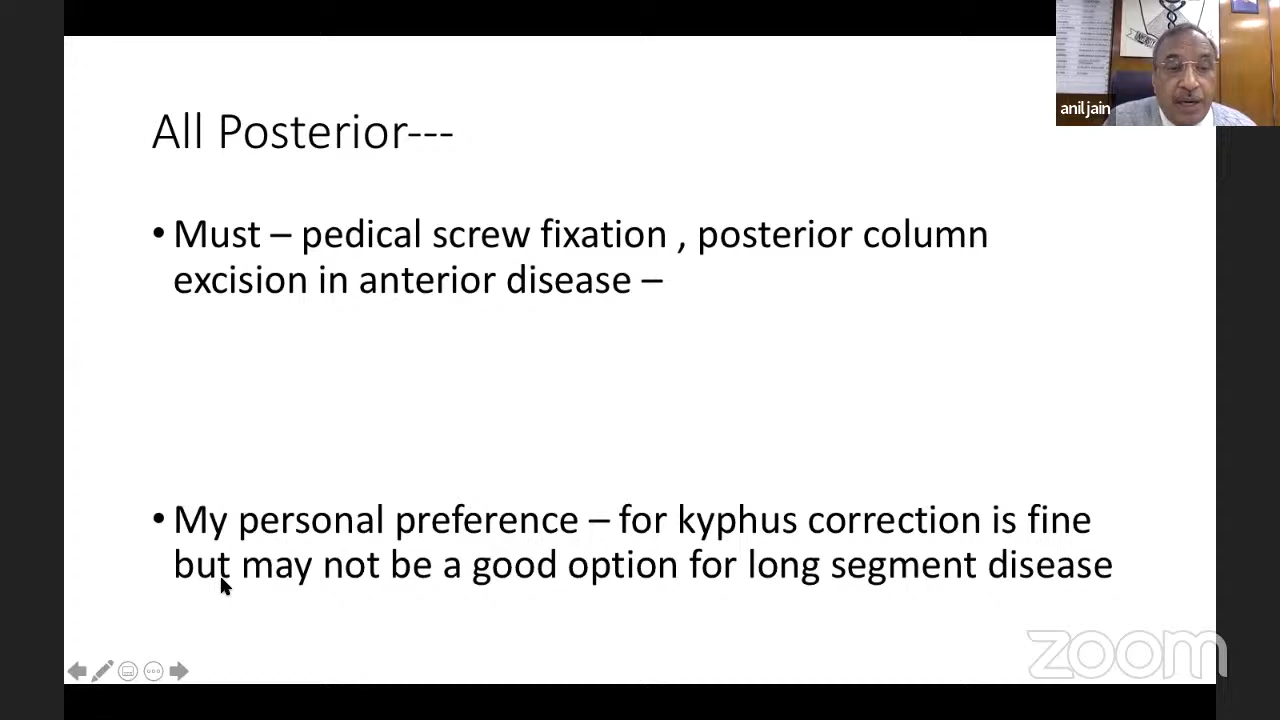 UNIVERSITY
anil jain
All Posterior---
• Must – pedical screw fixation , posterior column
excision in anterior disease –
• My personal preference – for kyphus correction is fine
but may not be a good option for long segment disease
zoom